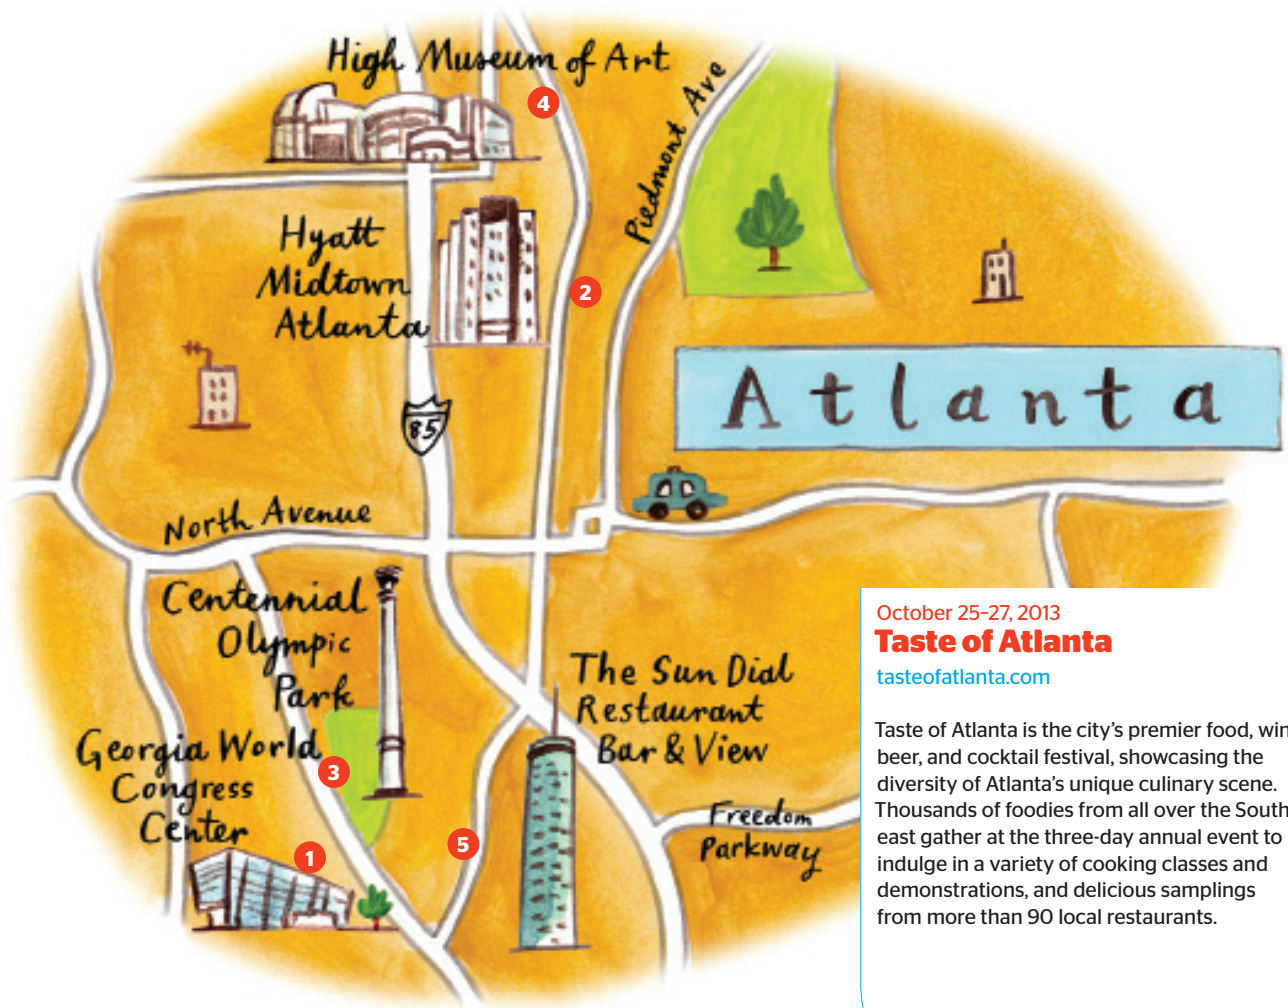 High Museum of Art
4
Piedmont Ave
Hyatt
Midtown
Atlanta
2
Atlanta
85
North Avenue
Centennial
Olympic
Park
Georgia World
Congress
Center
3
1
The Sun Dial
Restaurant
Bar & View
5
Freedom
Parkway
October 25–27, 2013
Taste of Atlanta
tasteofatlanta.com
Taste of Atlanta is the city’s premier food, win
beer, and cocktail festival, showcasing the
diversity of Atlanta’s unique culinary scene.
Thousands of foodies from all over the South
east gather at the three-day annual event to
indulge in a variety of cooking classes and
demonstrations, and delicious samplings
from more than 90 local restaurants.